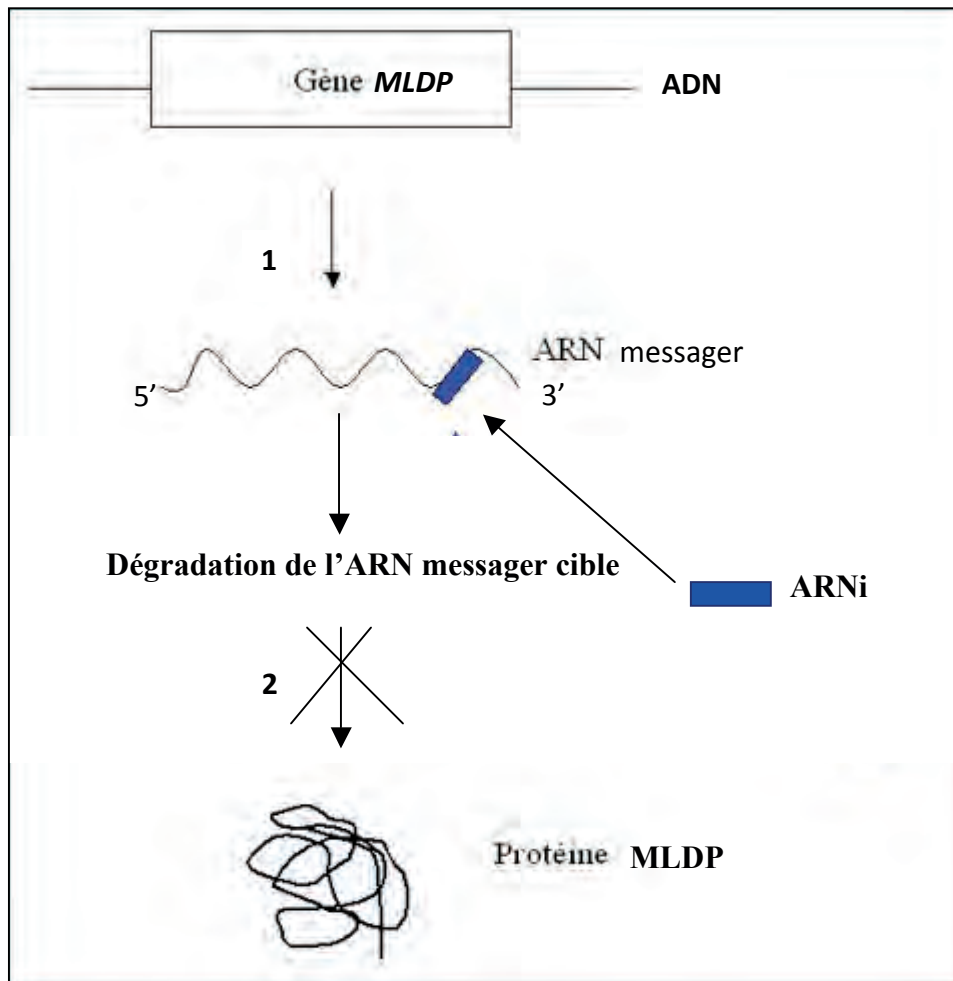 Gène MLDP ADN
1
ARN messager
5’ 3’
Dégradation de l’ARN messager cible
ARNi
2
Protéine MLDP